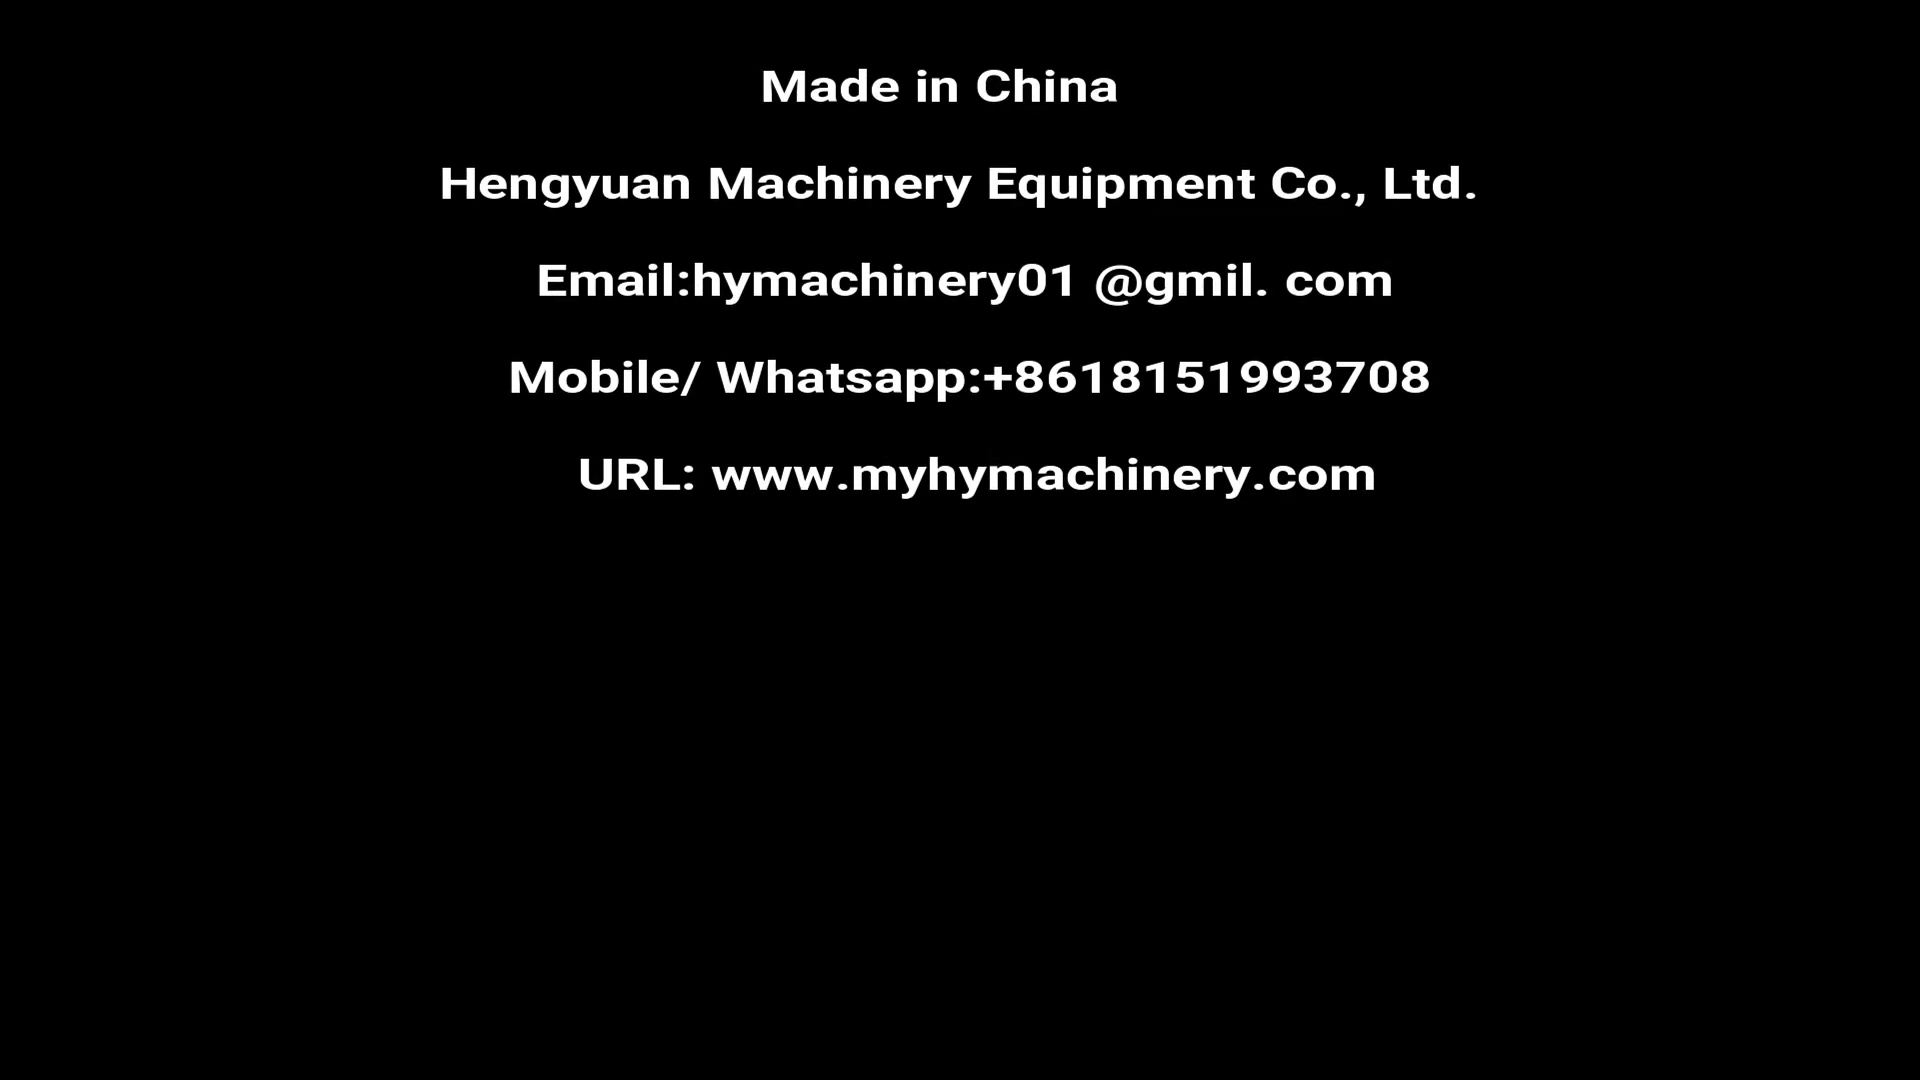 Made in China
Hengyuan Machinery Equipment Co., Ltd.
Email:hymachinery01 @gmil. com
Mobile/ Whatsapp:+8618151993708
URL: www.myhymachinery.com